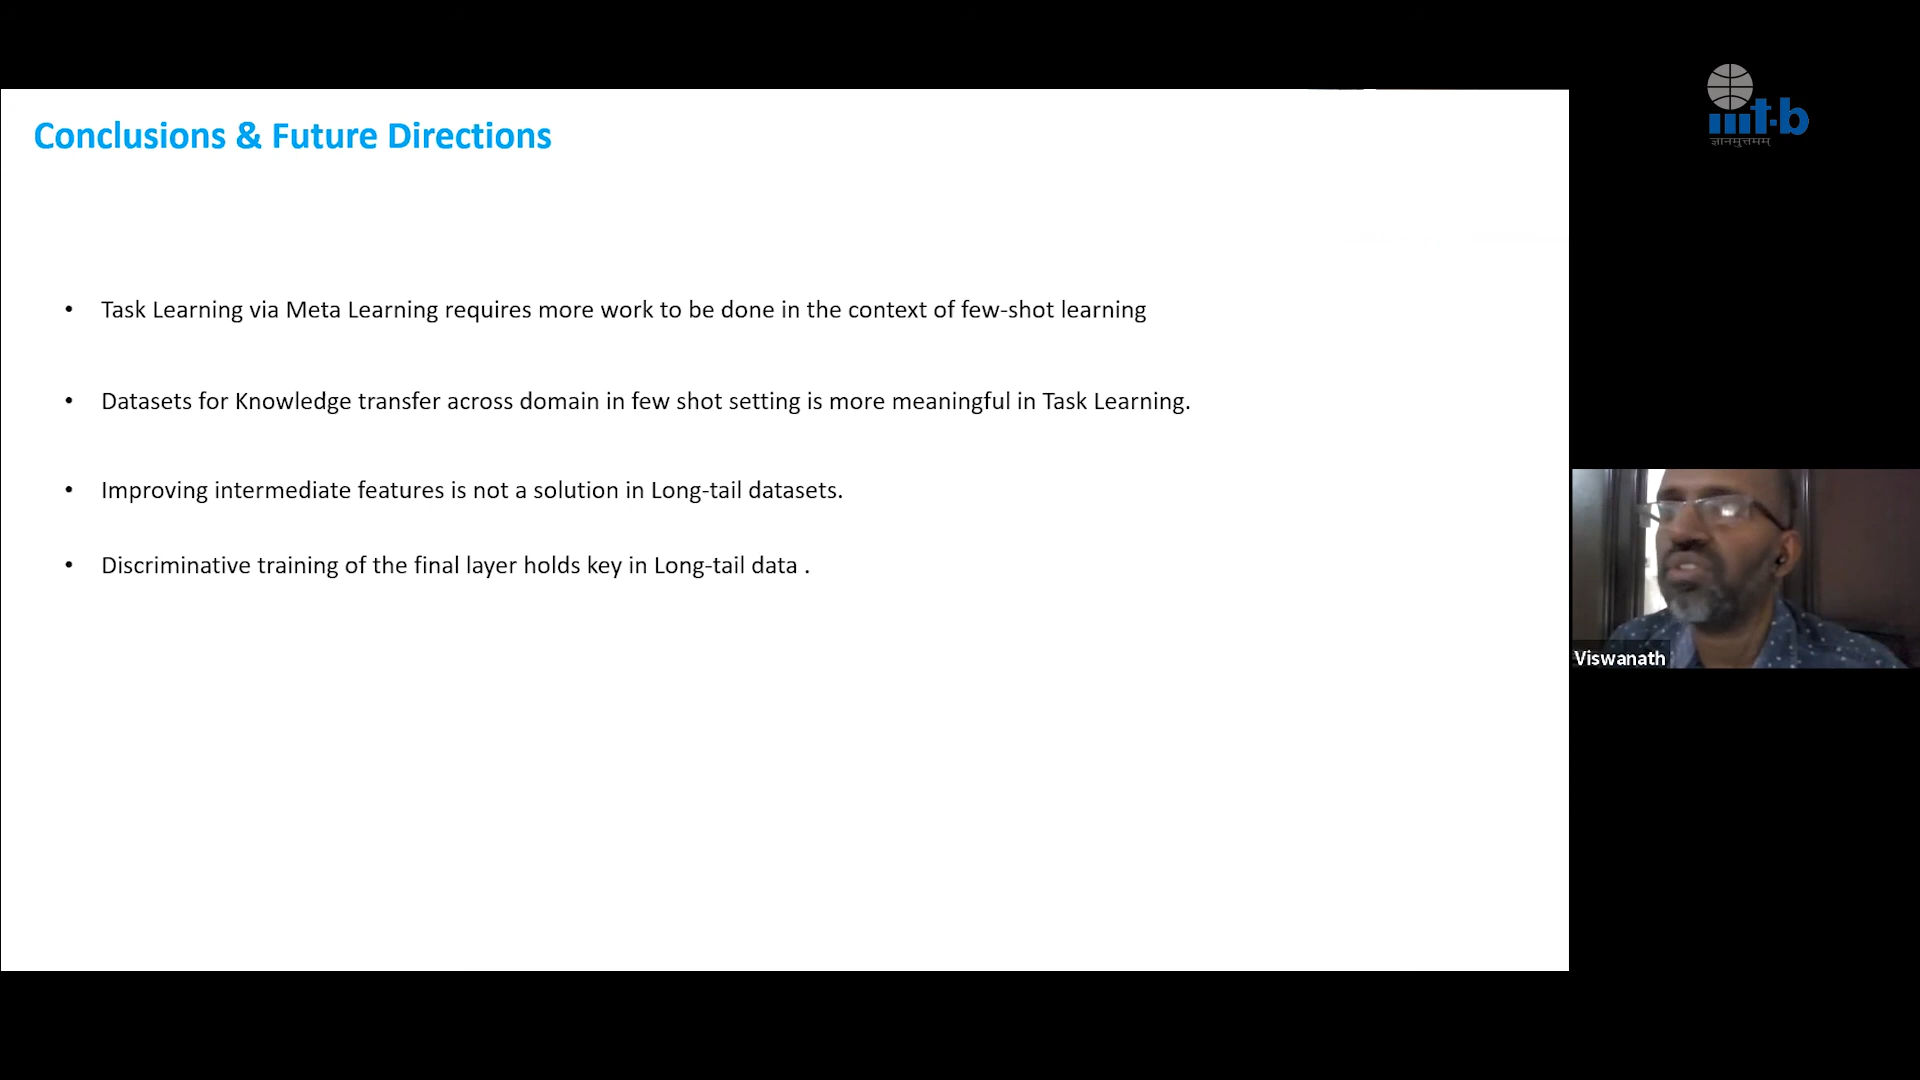 Conclusions & Future Directions
• Task Learning via Meta Learning requires more work to be done in the context of few-shot learning
• Datasets for Knowledge transfer across domain in few shot setting is more meaningful in Task Learning.
• Improving intermediate features is not a solution in Long-tail datasets.
• Discriminative training of the final layer holds key in Long-tail data .
iiit-b
ज्ञानमुत्तमम्
Viswanath